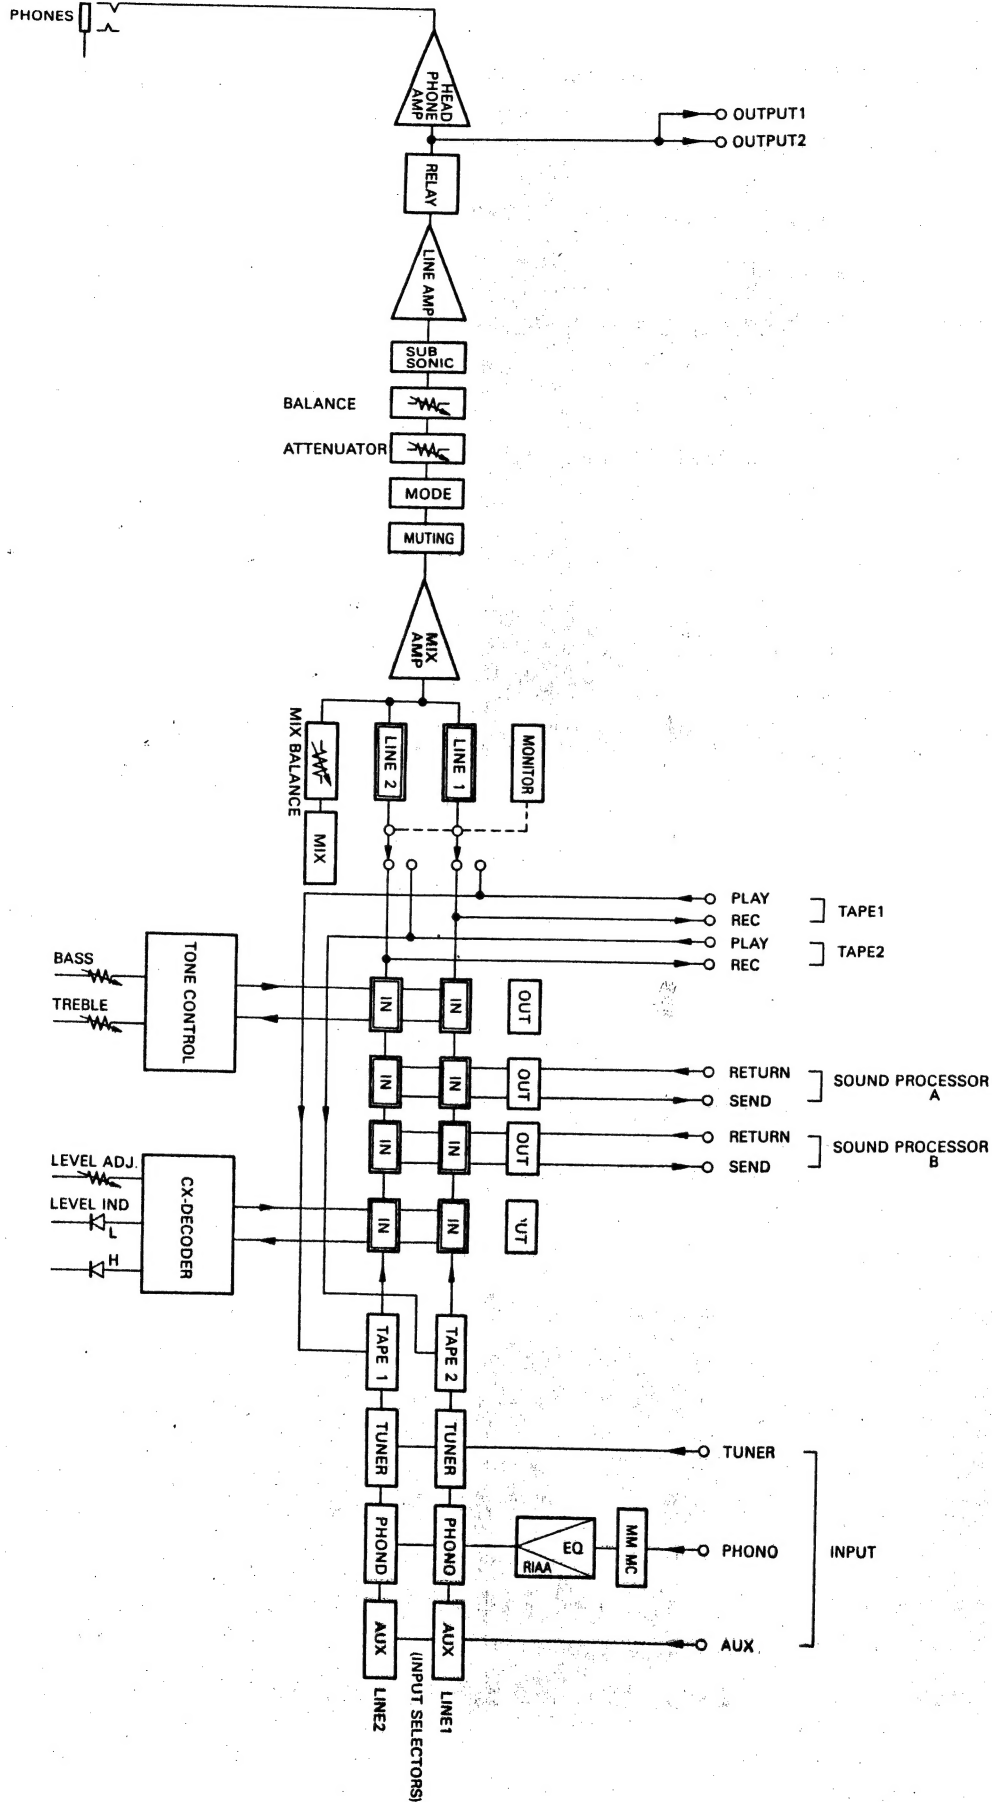 PHONES
HEAD
PHONE
AMP
OUTPUT1
OUTPUT2
RELAY
LINE AMP
SUB
SONIC
BALANCE
ATTENUATOR
MODE
MUTING
MIX
AMP
MIX BALANCE
LINE 2
LINE 1
MONITOR
MIX
PLAY
REC
TAPE1
PLAY
REC
TAPE2
BASS
TREBLE
TONE CONTROL
IN
IN
OUT
IN
IN
OUT
RETURN
SEND
SOUND PROCESSOR
A
IN
IN
OUT
RETURN
SEND
SOUND PROCESSOR
B
LEVEL ADJ.
LEVEL IND
L
H
CX-DECODER
IN
IN
'UT
TAPE 1
TAPE 2
TUNER
TUNER
TUNER
PHOND
PHONO
EQ
RIAA
MM MC
PHONO
INPUT
AUX
AUX
AUX
LINE2
(INPUT SELECTORS)
LINE1